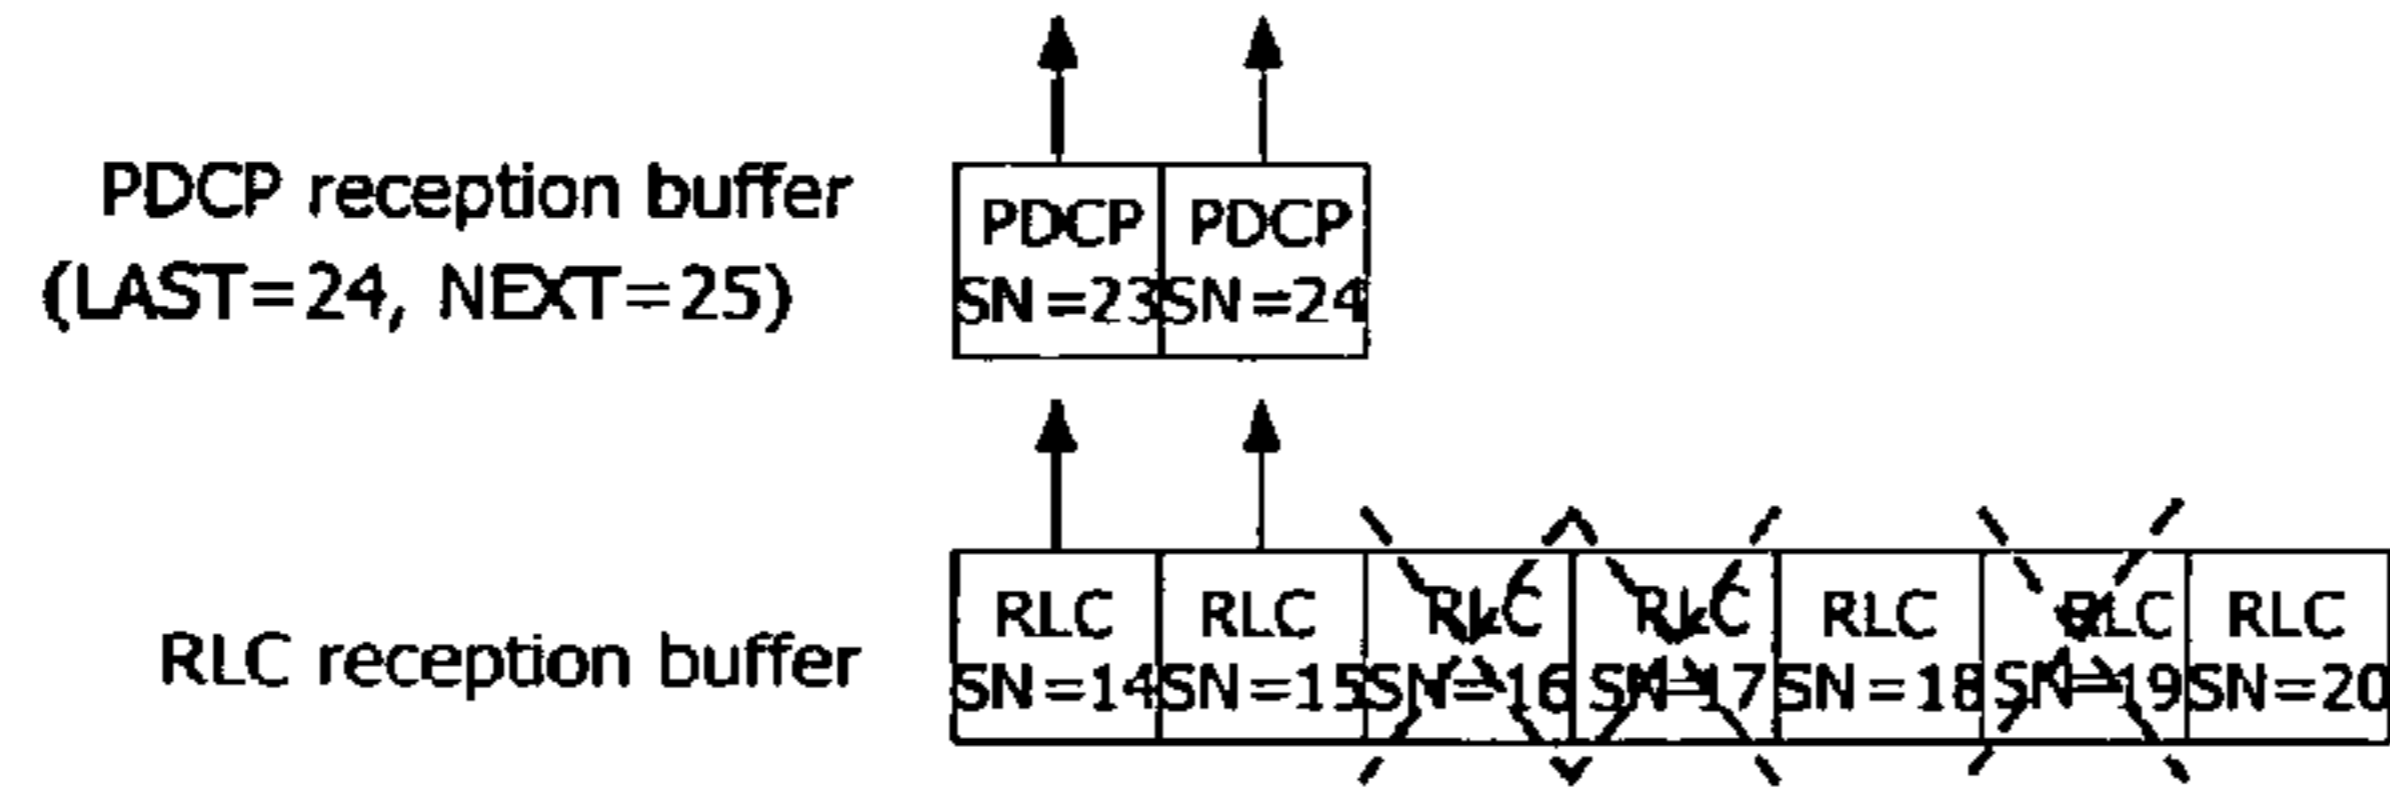 PDCP reception buffer
(LAST=24, NEXT=25)
PDCP SN=23
PDCP SN=24
RLC reception buffer
RLC SN=14
RLC SN=15
RLC SN=16
RLC SN=17
RLC SN=18
RLC SN=19
RLC SN=20